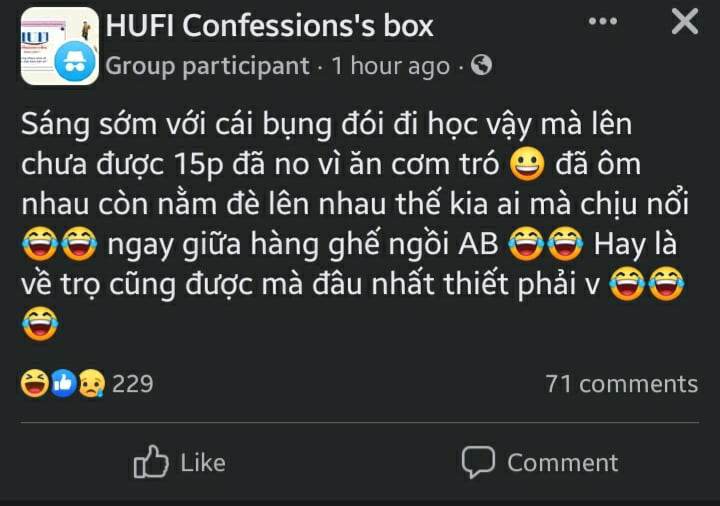 HUFI Confessions's box
Group participant · 1 hour ago ·
Sáng sớm với cái bụng đói đi học vậy mà lên
chưa được 15p đã no vì ăn cơm tró 😀 đã ôm
nhau còn nằm đè lên nhau thế kia ai mà chịu nổi
😂😂 ngay giữa hàng ghế ngồi AB 😂😂 Hay là
về trọ cũng được mà đâu nhất thiết phải v 😂😂
😂
229
71 comments
Like
Comment